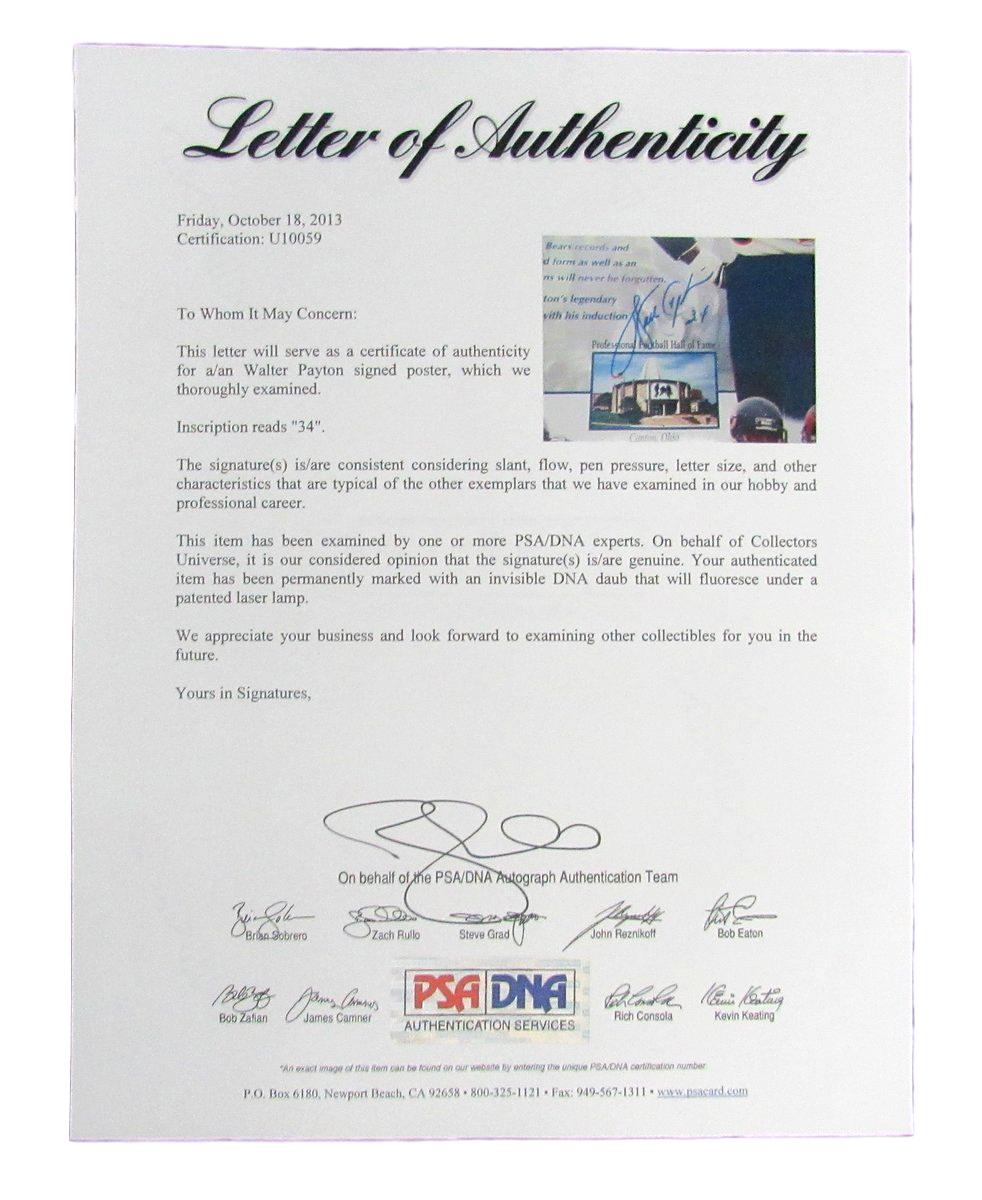 Letter of Authenticity
Friday, October 18, 2013
Certification: U10059
Bears records and
d form as well as an
ns will never be forgotten.
ton's legendary
with his induction
34
Professional Football Hall of Fame
Canton, Ohio
To Whom It May Concern:
This letter will serve as a certificate of authenticity
for a/an Walter Payton signed poster, which we
thoroughly examined.
Inscription reads "34".
The signature(s) is/are consistent considering slant, flow, pen pressure, letter size, and other
characteristics that are typical of the other exemplars that we have examined in our hobby and
professional career.
This item has been examined by one or more PSA/DNA experts. On behalf of Collectors
Universe, it is our considered opinion that the signature(s) is/are genuine. Your authenticated
item has been permanently marked with an invisible DNA daub that will fluoresce under a
patented laser lamp.
We appreciate your business and look forward to examining other collectibles for you in the
future.
Yours in Signatures,
On behalf of the PSA/DNA Autograph Authentication Team
Brian Sobrero Zach Rullo Steve Grad John Reznikoff Bob Eaton
Bob Zafian James Camner Rich Consola Kevin Keating
PSA DNA
AUTHENTICATION SERVICES
*An exact image of this item can be found on our website by entering the unique PSA/DNA certification number
P.O. Box 6180, Newport Beach, CA 92658 • 800-325-1121 • Fax: 949-567-1311 • www.psacard.com